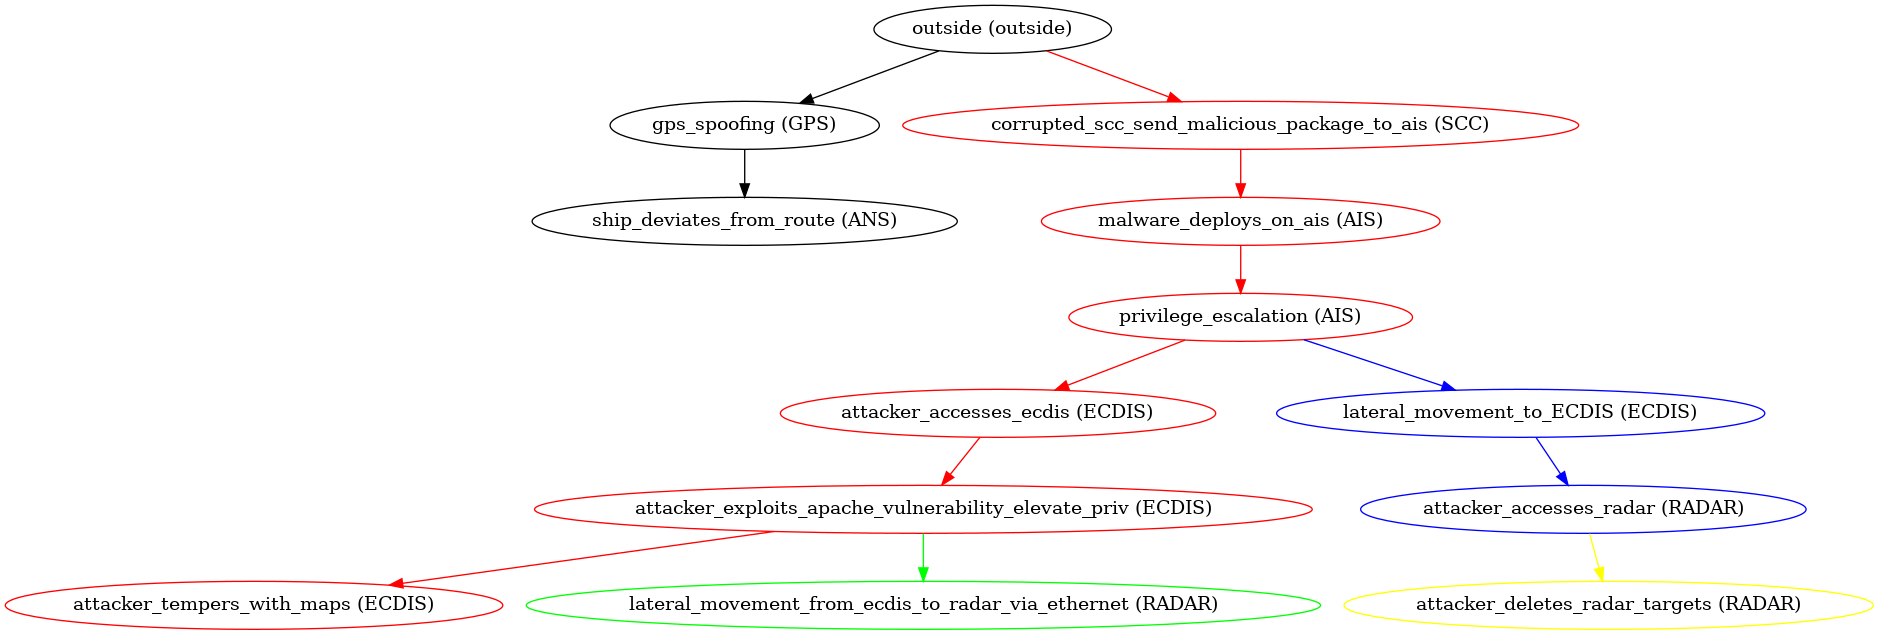 outside (outside)
gps_spoofing (GPS)
corrupted_scc_send_malicious_package_to_ais (SCC)
ship_deviates_from_route (ANS)
malware_deploys_on_ais (AIS)
privilege_escalation (AIS)
attacker_accesses_ecdis (ECDIS)
lateral_movement_to_ECDIS (ECDIS)
attacker_exploits_apache_vulnerability_elevate_priv (ECDIS)
attacker_accesses_radar (RADAR)
attacker_tempers_with_maps (ECDIS)
lateral_movement_from_ecdis_to_radar_via_ethernet (RADAR)
attacker_deletes_radar_targets (RADAR)